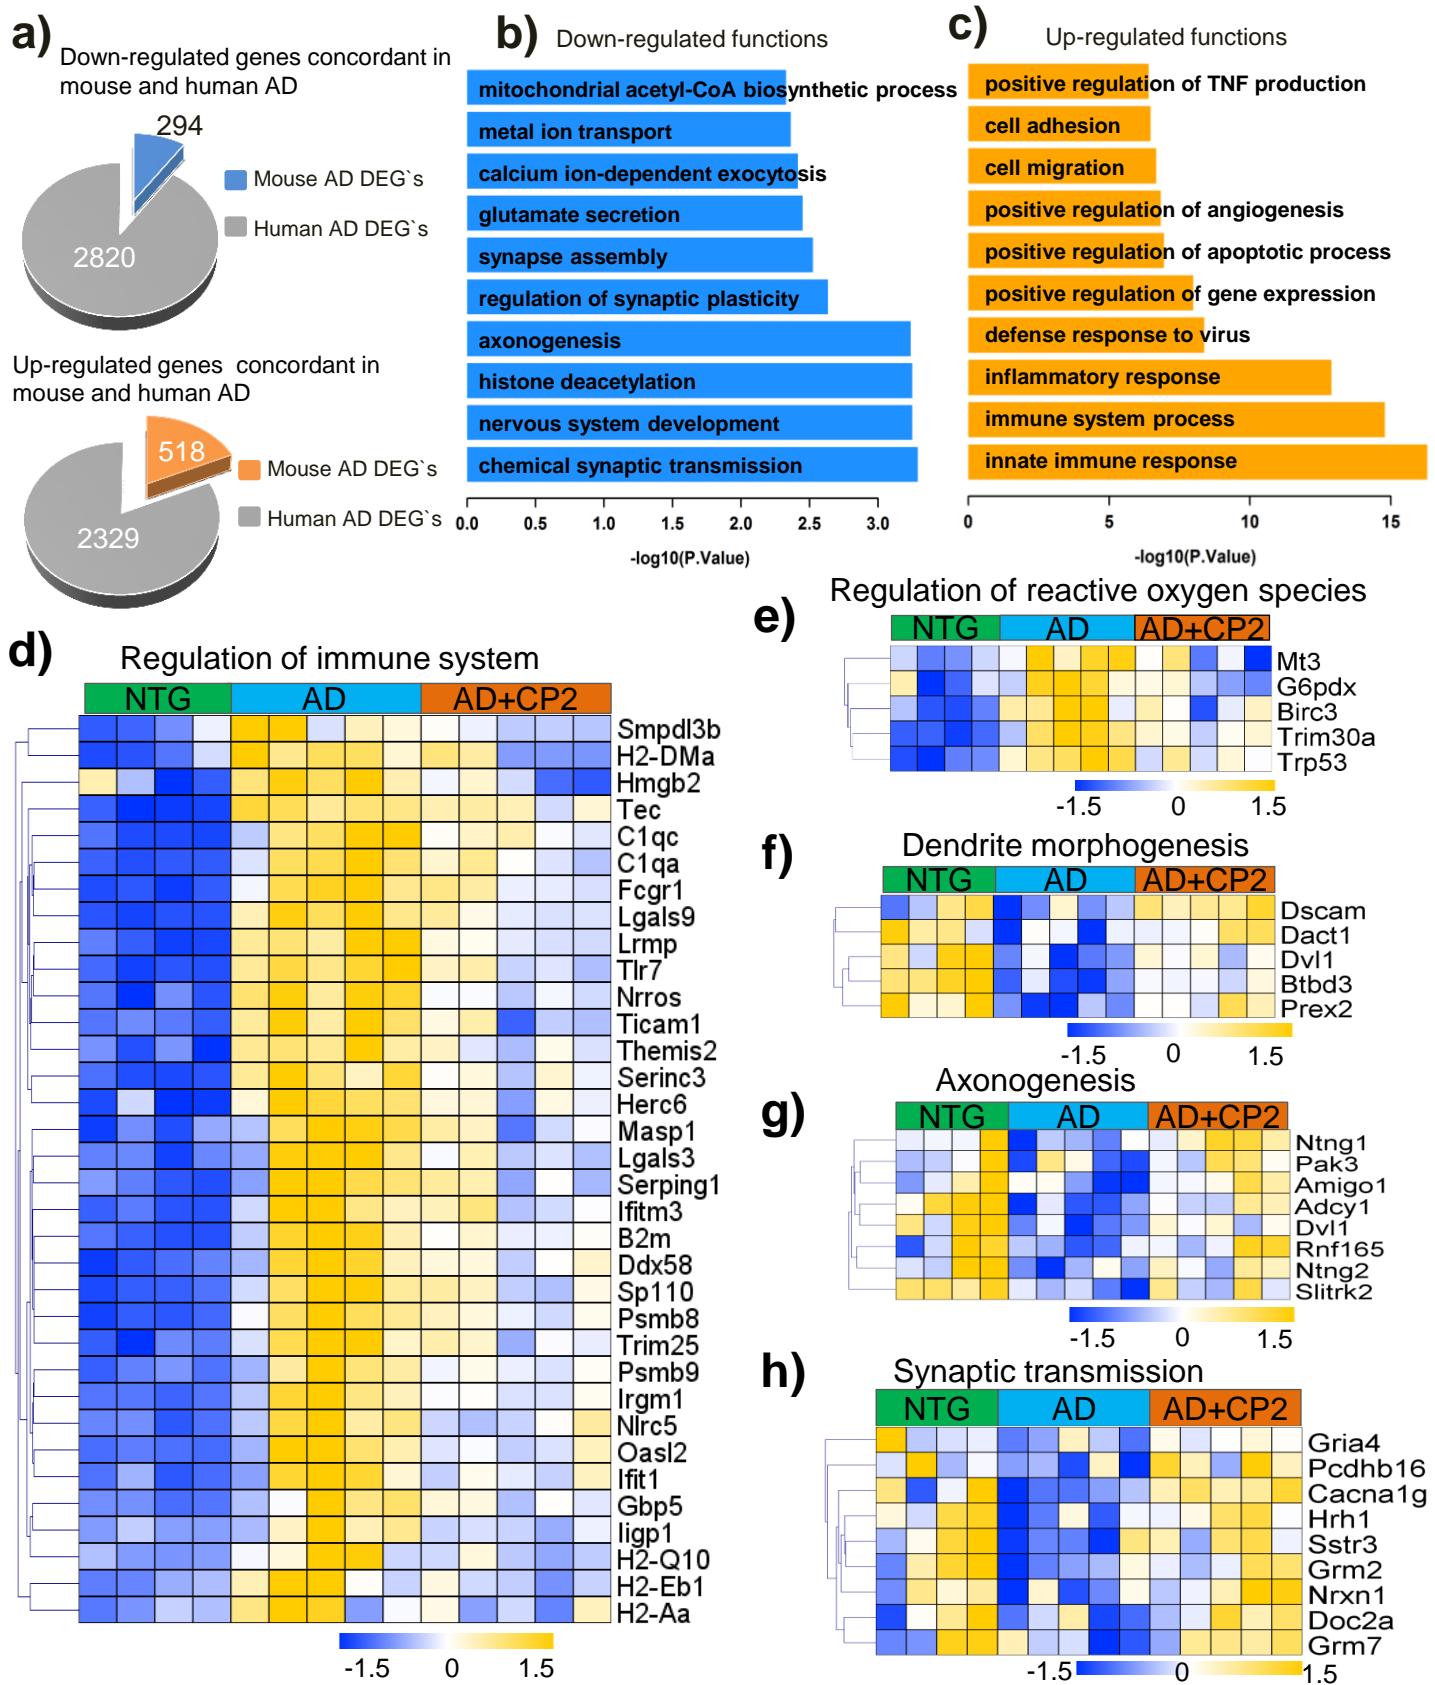 a)
Down-regulated genes concordant in
mouse and human AD
294
2820
Mouse AD DEG`s
Human AD DEG`s
Up-regulated genes concordant in
mouse and human AD
518
2329
Mouse AD DEG`s
Human AD DEG`s
b)
Down-regulated functions
mitochondrial acetyl-CoA biosynthetic process
metal ion transport
calcium ion-dependent exocytosis
glutamate secretion
synapse assembly
regulation of synaptic plasticity
axonogenesis
histone deacetylation
nervous system development
chemical synaptic transmission
0.0 0.5 1.0 1.5 2.0 2.5 3.0
-log10(P.Value)
c)
Up-regulated functions
positive regulation of TNF production
cell adhesion
cell migration
positive regulation of angiogenesis
positive regulation of apoptotic process
positive regulation of gene expression
defense response to virus
inflammatory response
immune system process
innate immune response
0 5 10 15
-log10(P.Value)
d)
Regulation of immune system
NTG AD AD+CP2
Smpdl3b
H2-DMa
Hmgb2
Tec
C1qc
C1qa
Fcgr1
Lgals9
Lrmp
Tlr7
Nrros
Ticam1
Themis2
Serinc3
Herc6
Masp1
Lgals3
Serping1
Ifitm3
B2m
Ddx58
Sp110
Psmb8
Trim25
Psmb9
Irgm1
Nlrc5
Oasl2
Ifit1
Gbp5
Iigp1
H2-Q10
H2-Eb1
H2-Aa
-1.5 0 1.5
e)
Regulation of reactive oxygen species
NTG AD AD+CP2
Mt3
G6pdx
Birc3
Trim30a
Trp53
-1.5 0 1.5
f)
Dendrite morphogenesis
NTG AD AD+CP2
Dscam
Dact1
Dvl1
Btbd3
Prex2
-1.5 0 1.5
g)
Axonogenesis
NTG AD AD+CP2
Ntng1
Pak3
Amigo1
Adcy1
Dvl1
Rnf165
Ntng2
Slitrk2
-1.5 0 1.5
h)
Synaptic transmission
NTG AD AD+CP2
Gria4
Pcdhb16
Cacna1g
Hrh1
Sstr3
Grm2
Nrxn1
Doc2a
Grm7
-1.5 0 1.5